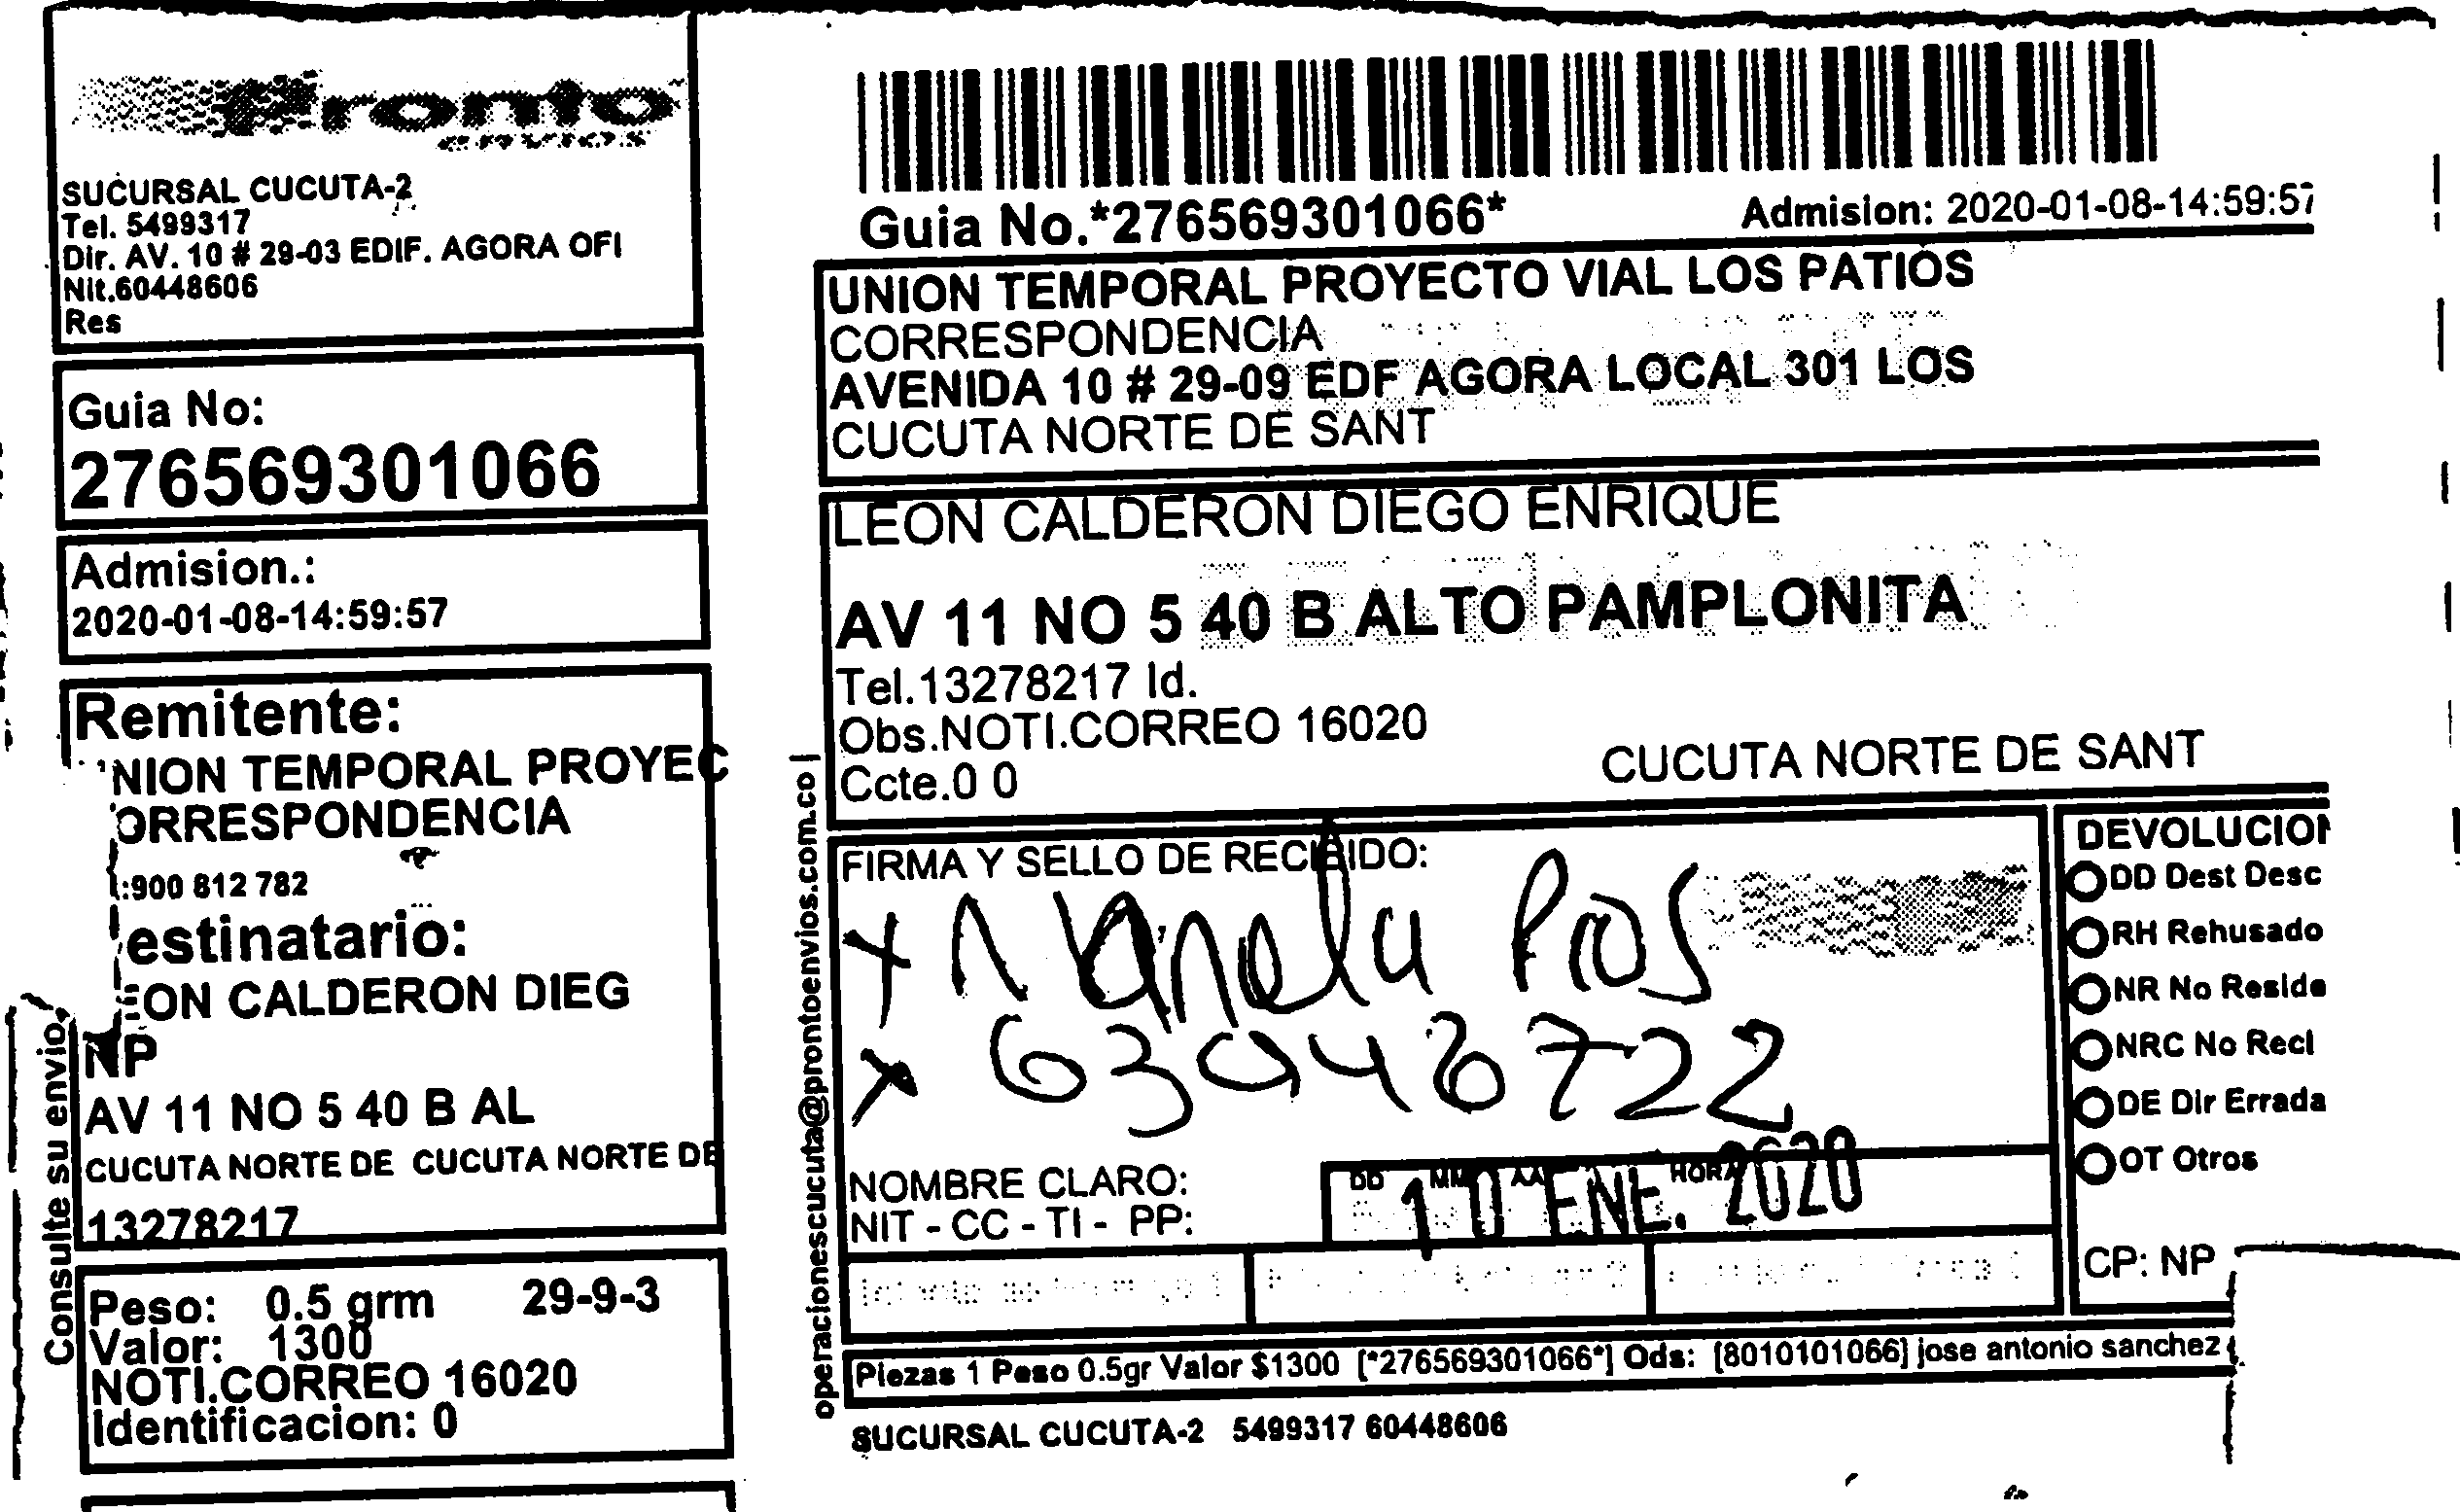 Pronto
SUCURSAL CUCUTA-2
Tel. 5499317
Dir. AV. 10 # 29-03 EDIF. AGORA OFI
Nit.60448606
Res
Guia No:
276569301066
Admision.:
2020-01-08-14:59:57
Remitente:
NION TEMPORAL PROYEC
ORRESPONDENCIA
:900 812 782
estinatario:
EON CALDERON DIEG
NP
AV 11 NO 5 40 B AL
CUCUTA NORTE DE CUCUTA NORTE DE
13278217
Consulte su envio
Peso: 0.5 grm 29-9-3
Valor: 1300
NOTI.CORREO 16020
Identificacion: 0
Guia No.*276569301066* Admision: 2020-01-08-14:59:57
UNION TEMPORAL PROYECTO VIAL LOS PATIOS
CORRESPONDENCIA
AVENIDA 10 # 29-09 EDF AGORA LOCAL 301 LOS
CUCUTA NORTE DE SANT
LEON CALDERON DIEGO ENRIQUE
AV 11 NO 5 40 B ALTO PAMPLONITA
Tel.13278217 Id.
Obs.NOTI.CORREO 16020
Ccte.0 0
CUCUTA NORTE DE SANT
operacionescucuta@prontoenvios.com.co |
FIRMA Y SELLO DE RECIBIDO:
NOMBRE CLARO:
NIT - CC - TI - PP:
DD MM AA HORA
10 ENE. 2020
DEVOLUCION
DD Dest Desc
RH Rehusado
NR No Reside
NRC No Recl
DE Dir Errada
OT Otros
CP: NP
Piezas 1 Peso 0.5gr Valor $1300 [*276569301066*] Ods: [8010101066] jose antonio sanchez
SUCURSAL CUCUTA-2 5499317 60448606